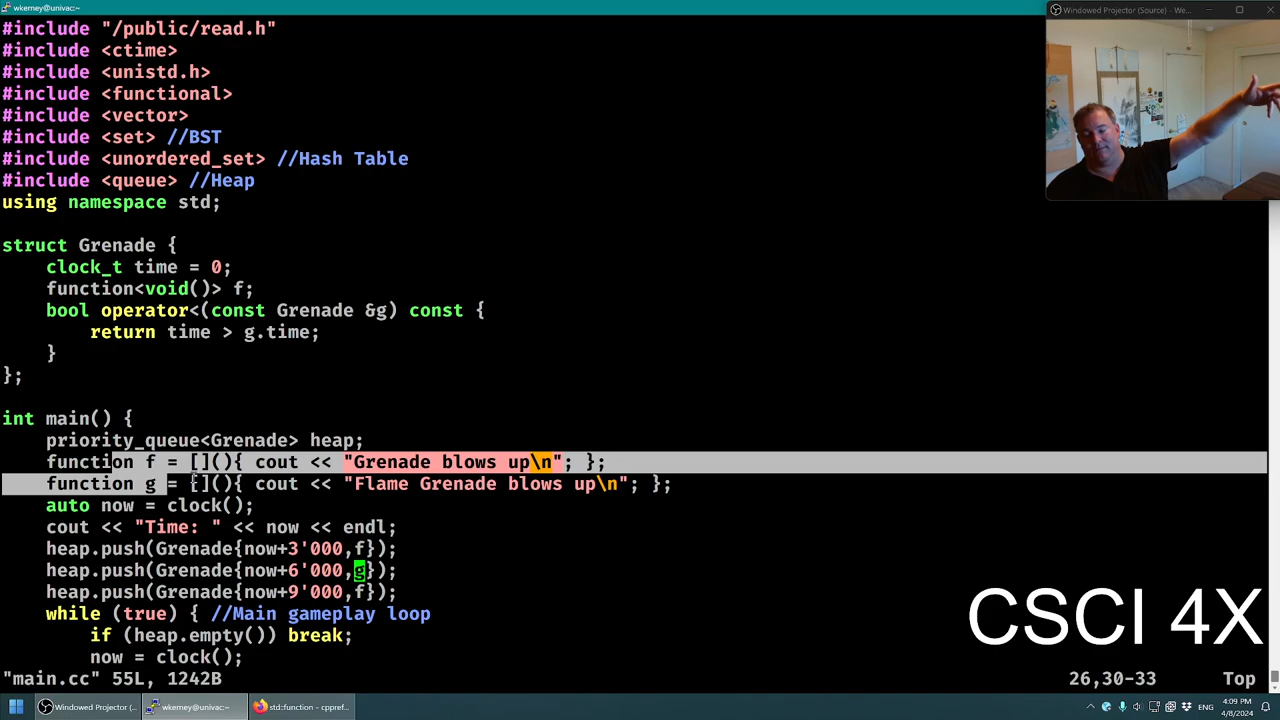 wkerney@univac:~
Windowed Projector (Source) - We...
#include "/public/read.h"
#include <ctime>
#include <unistd.h>
#include <functional>
#include <vector>
#include <set> //BST
#include <unordered_set> //Hash Table
#include <queue> //Heap
using namespace std;
struct Grenade {
    clock_t time = 0;
    function<void()> f;
    bool operator<(const Grenade &g) const {
        return time > g.time;
    }
};
int main() {
    priority_queue<Grenade> heap;
    function f = [](){ cout << "Grenade blows up\n"; };
    function g = [](){ cout << "Flame Grenade blows up\n"; };
    auto now = clock();
    cout << "Time: " << now << endl;
    heap.push(Grenade{now+3'000,f});
    heap.push(Grenade{now+6'000,g});
    heap.push(Grenade{now+9'000,f});
    while (true) { //Main gameplay loop
        if (heap.empty()) break;
        now = clock();
CSCI 4X
"main.cc" 55L, 1242B 26,30-33 Top
Windowed Projector (... wkerney@univac:~ std::function - cppref... ENG 4:09 PM
4/8/2024